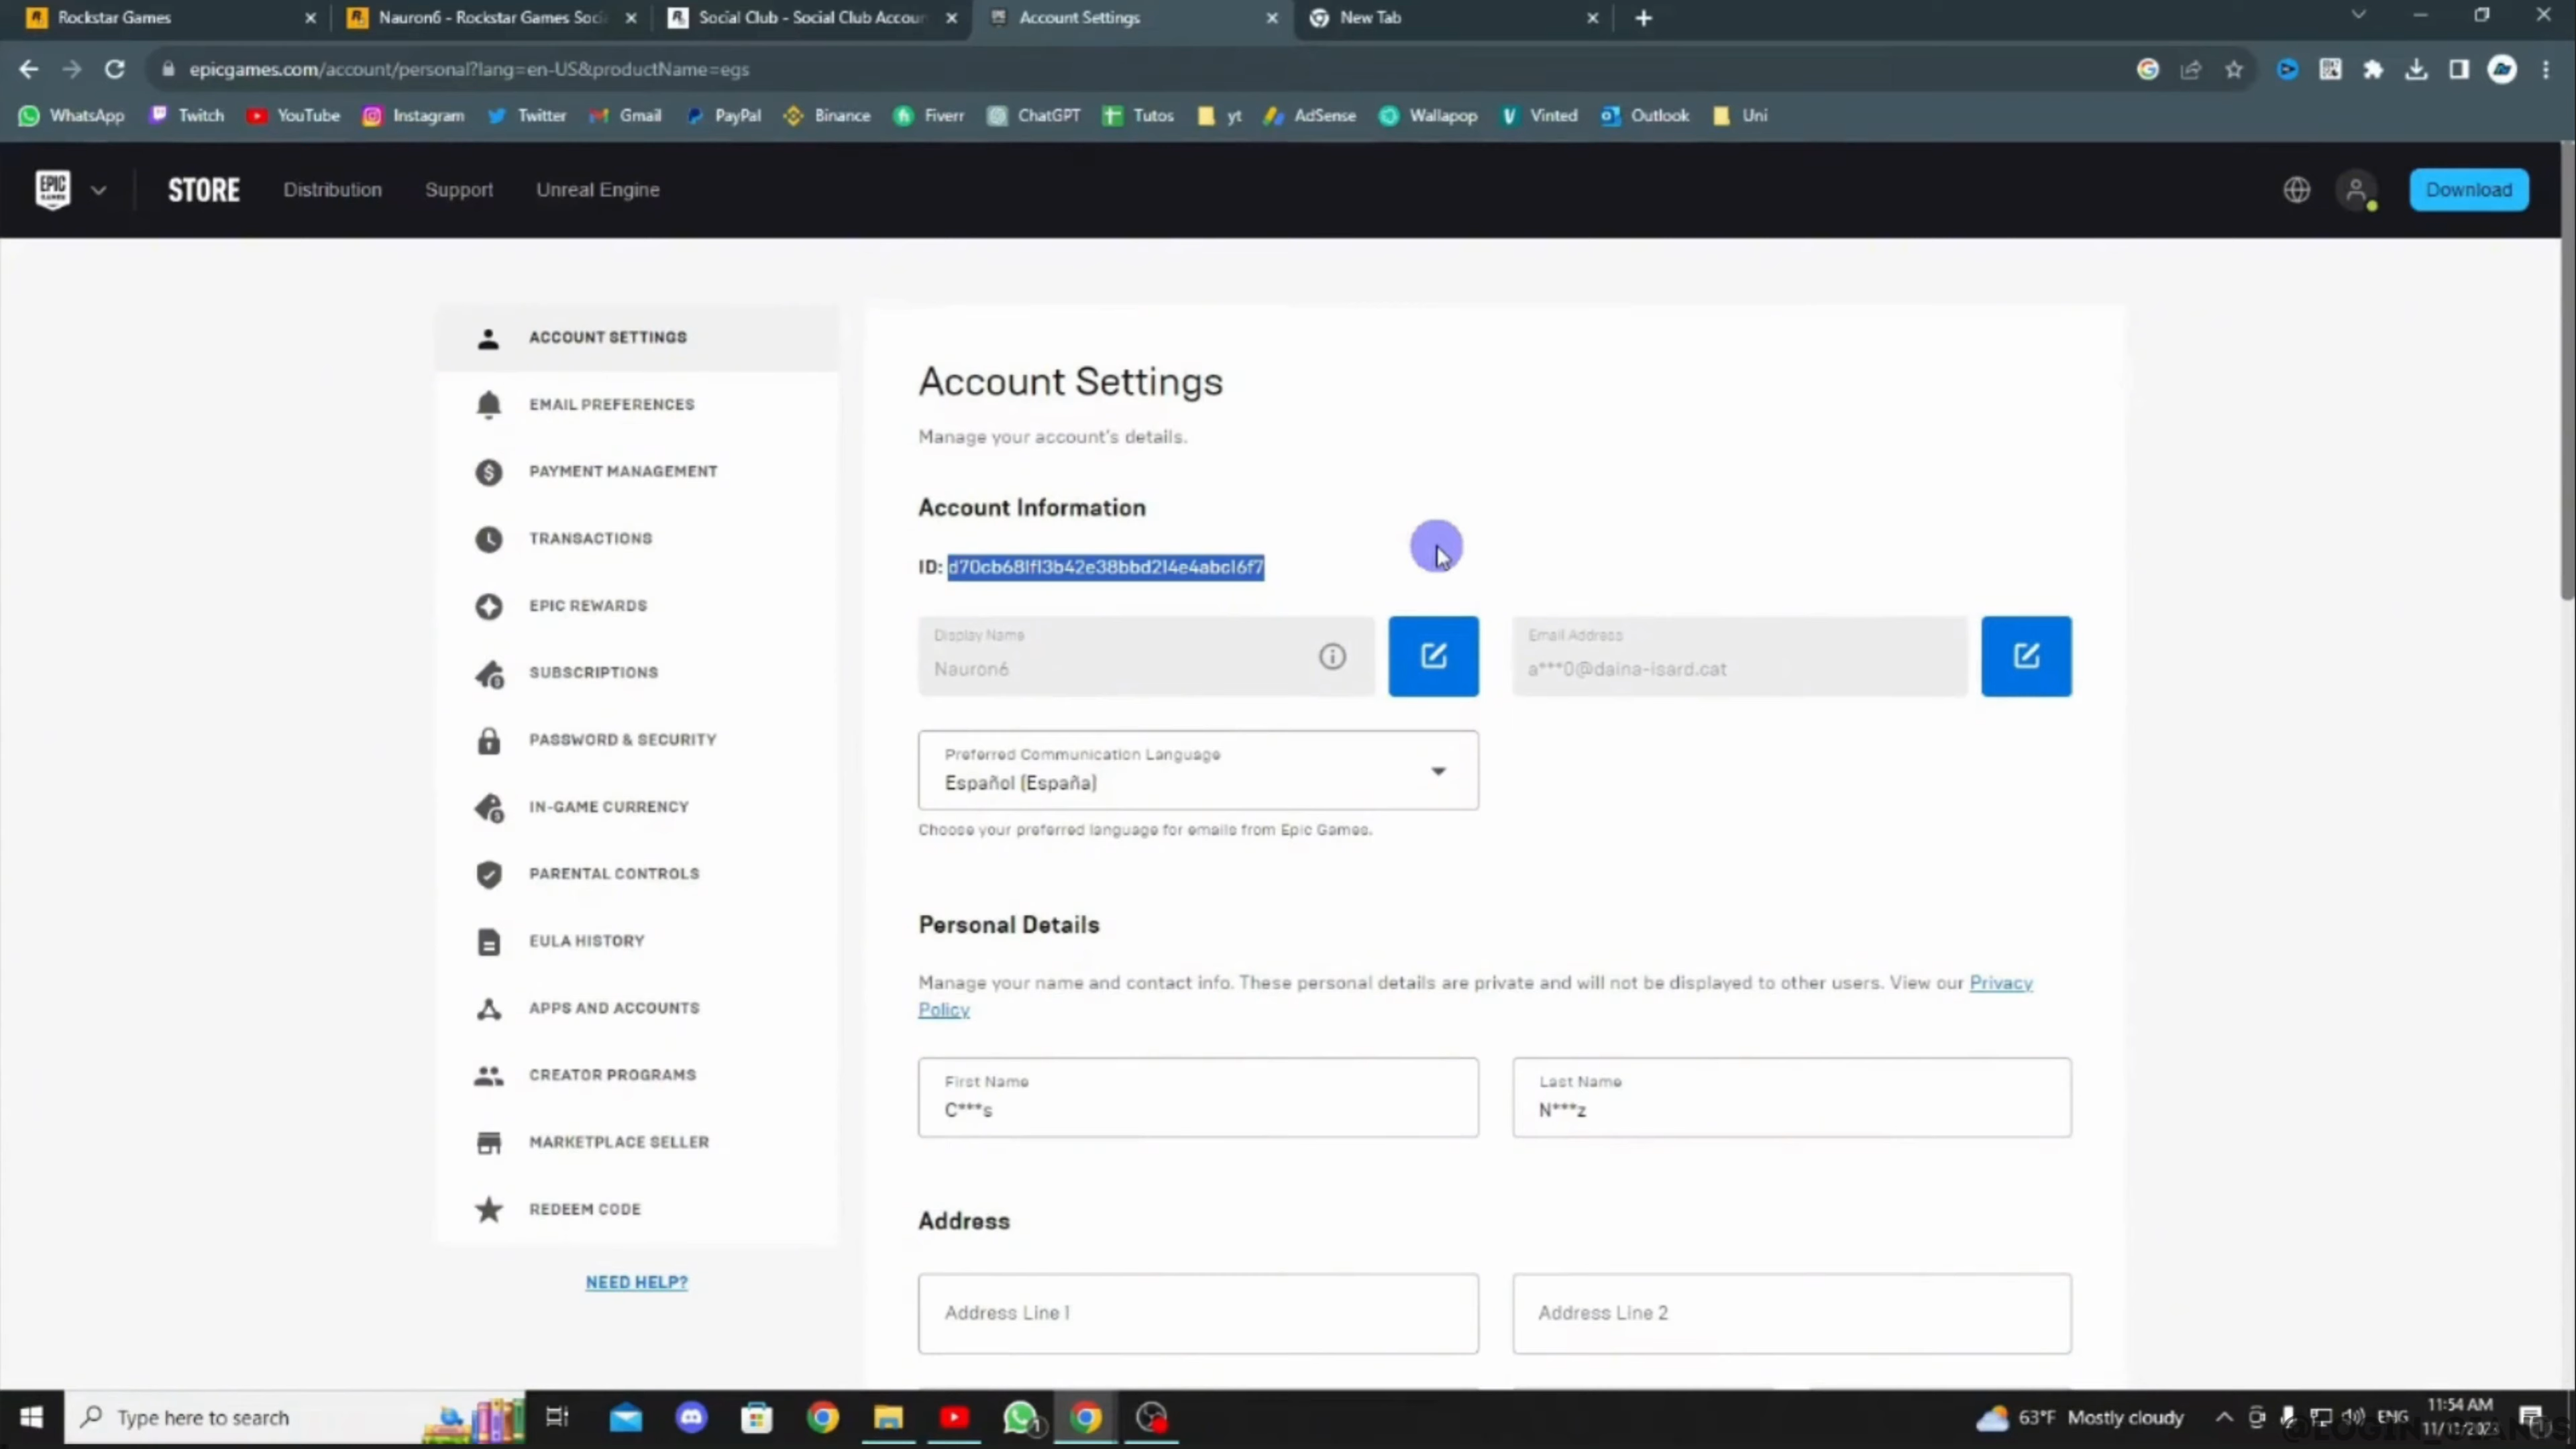 Rockstar Games
Nauron6 - Rockstar Games Soci
Social Club - Social Club Accoun
Account Settings
New Tab
epicgames.com/account/personal?lang=en-US&productName=egs
WhatsApp
Twitch
YouTube
Instagram
Twitter
Gmail
PayPal
Binance
Fiverr
ChatGPT
Tutos
yt
AdSense
Wallapop
Vinted
Outlook
Uni
EPIC GAMES
STORE
Distribution
Support
Unreal Engine
Download
ACCOUNT SETTINGS
EMAIL PREFERENCES
PAYMENT MANAGEMENT
TRANSACTIONS
EPIC REWARDS
SUBSCRIPTIONS
PASSWORD & SECURITY
IN-GAME CURRENCY
PARENTAL CONTROLS
EULA HISTORY
APPS AND ACCOUNTS
CREATOR PROGRAMS
MARKETPLACE SELLER
REDEEM CODE
NEED HELP?
Account Settings
Manage your account's details.
Account Information
ID: d70cb681f13b42e38bbd214e4abc16f7
Display Name
Nauron6
Email Address
a***0@daina-isard.cat
Preferred Communication Language
Español (España)
Choose your preferred language for emails from Epic Games.
Personal Details
Manage your name and contact info. These personal details are private and will not be displayed to other users. View our Privacy
Policy
First Name
C***s
Last Name
N***z
Address
Address Line 1
Address Line 2
Type here to search
63°F Mostly cloudy
ENG
11:54 AM